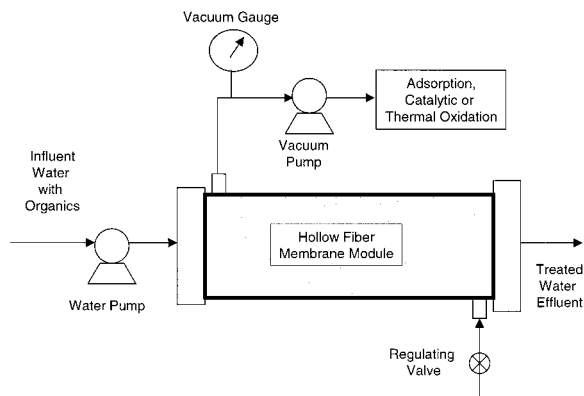 Vacuum Gauge
Adsorption,
Catalytic or
Thermal Oxidation
Vacuum
Pump
Influent
Water
with
Organics
Hollow Fiber
Membrane Module
Water Pump
Treated
Water
Effluent
Regulating
Valve